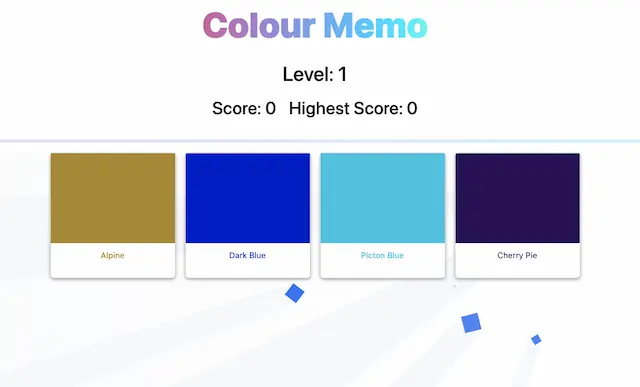 Colour Memo
Level: 1
Score: 0 Highest Score: 0
Alpine Dark Blue Picton Blue Cherry Pie